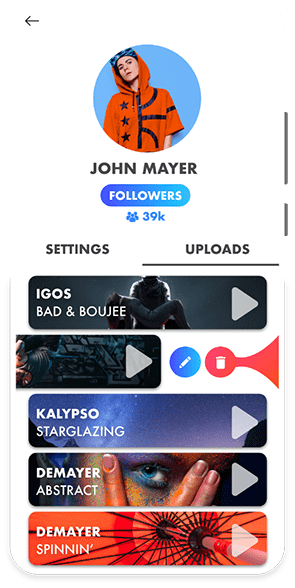 JOHN MAYER
FOLLOWERS
39k
SETTINGS UPLOADS
IGOS
BAD & BOUJEE
KALYPSO
STARGLAZING
DEMAYER
ABSTRACT
DEMAYER
SPINNIN'